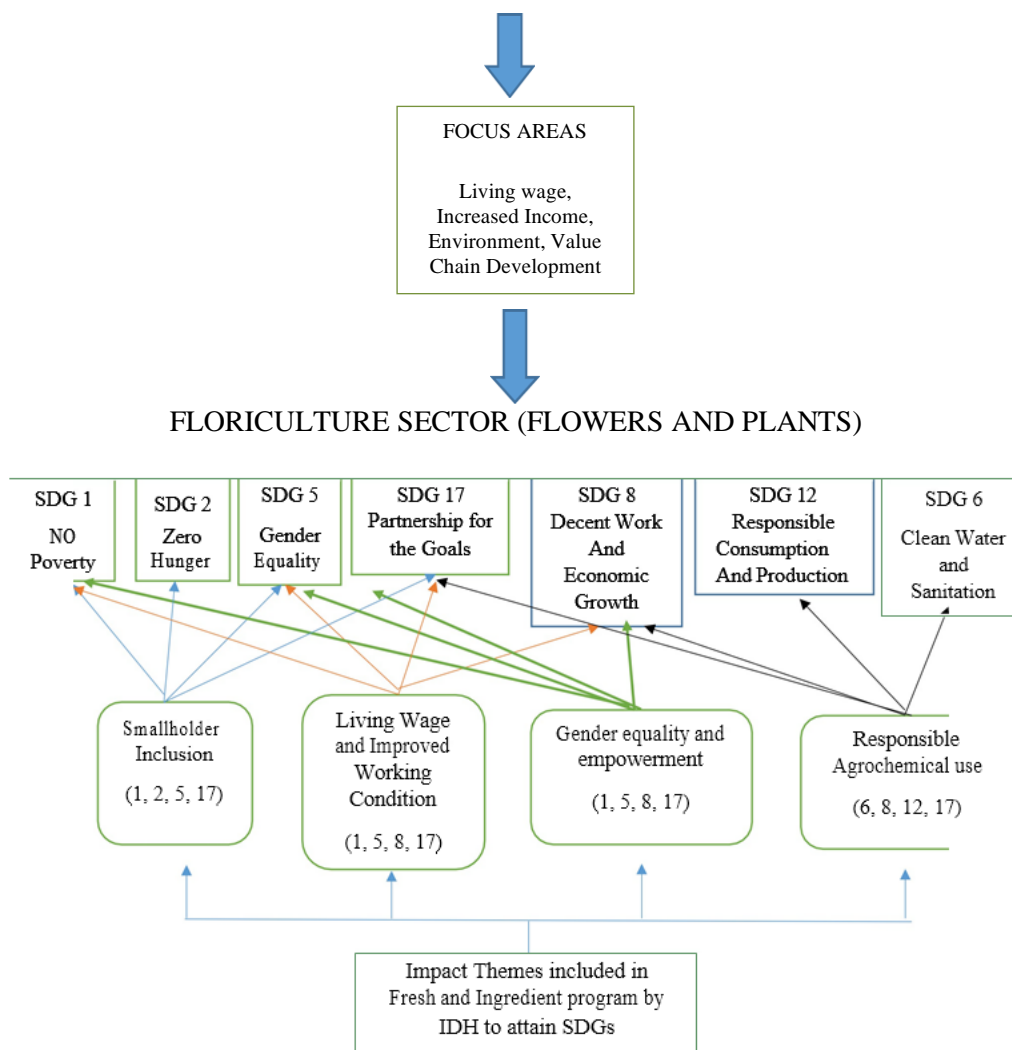 FOCUS AREAS
Living wage,
Increased Income,
Environment, Value
Chain Development
FLORICULTURE SECTOR (FLOWERS AND PLANTS)
SDG 1
NO
Poverty
SDG 2
Zero
Hunger
SDG 5
Gender
Equality
SDG 17
Partnership for
the Goals
SDG 8
Decent Work
And
Economic
Growth
SDG 12
Responsible
Consumption
And Production
SDG 6
Clean Water
and
Sanitation
Smallholder
Inclusion
(1, 2, 5, 17)
Living Wage
and Improved
Working
Condition
(1, 5, 8, 17)
Gender equality and
empowerment
(1, 5, 8, 17)
Responsible
Agrochemical use
(6, 8, 12, 17)
Impact Themes included in
Fresh and Ingredient program by
IDH to attain SDGs